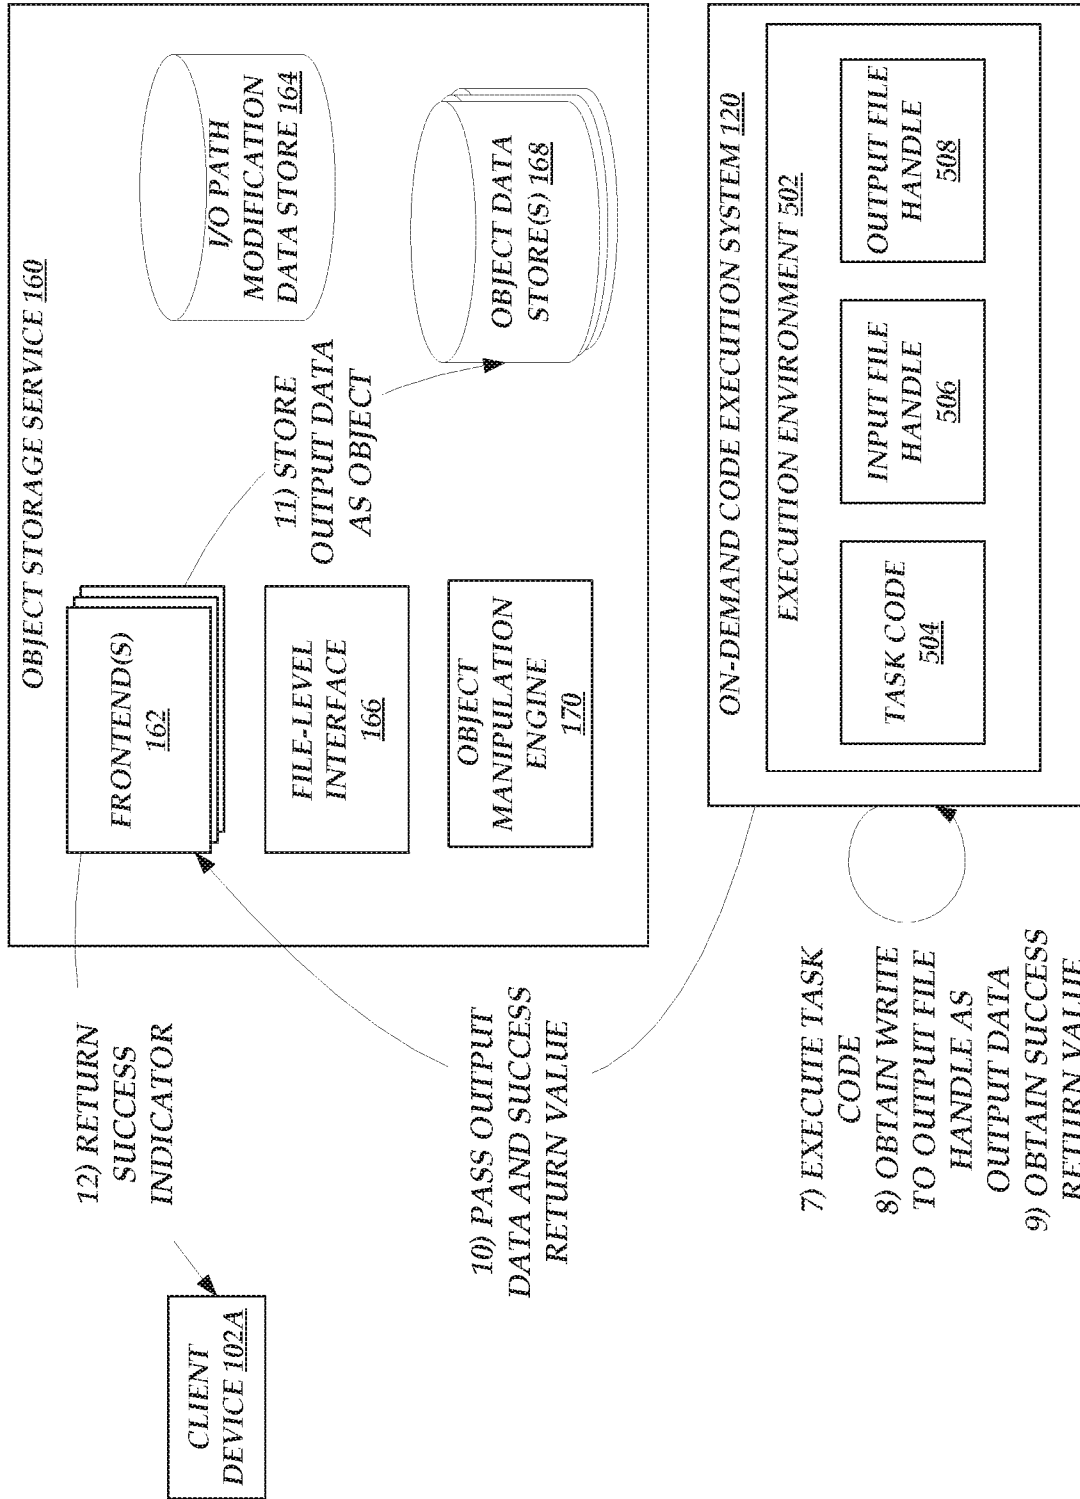 OBJECT STORAGE SERVICE 160
FRONTEND(S)
162
FILE-LEVEL
INTERFACE
166
OBJECT
MANIPULATION
ENGINE
170
I/O PATH
MODIFICATION
DATA STORE 164
OBJECT DATA
STORE(S) 168
11) STORE
OUTPUT DATA
AS OBJECT
12) RETURN
SUCCESS
INDICATOR
CLIENT
DEVICE 102A
10) PASS OUTPUT
DATA AND SUCCESS
RETURN VALUE
ON-DEMAND CODE EXECUTION SYSTEM 120
EXECUTION ENVIRONMENT 502
TASK CODE
504
INPUT FILE
HANDLE
506
OUTPUT FILE
HANDLE
508
7) EXECUTE TASK
CODE
8) OBTAIN WRITE
TO OUTPUT FILE
HANDLE AS
OUTPUT DATA
9) OBTAIN SUCCESS
RETURN VALUE